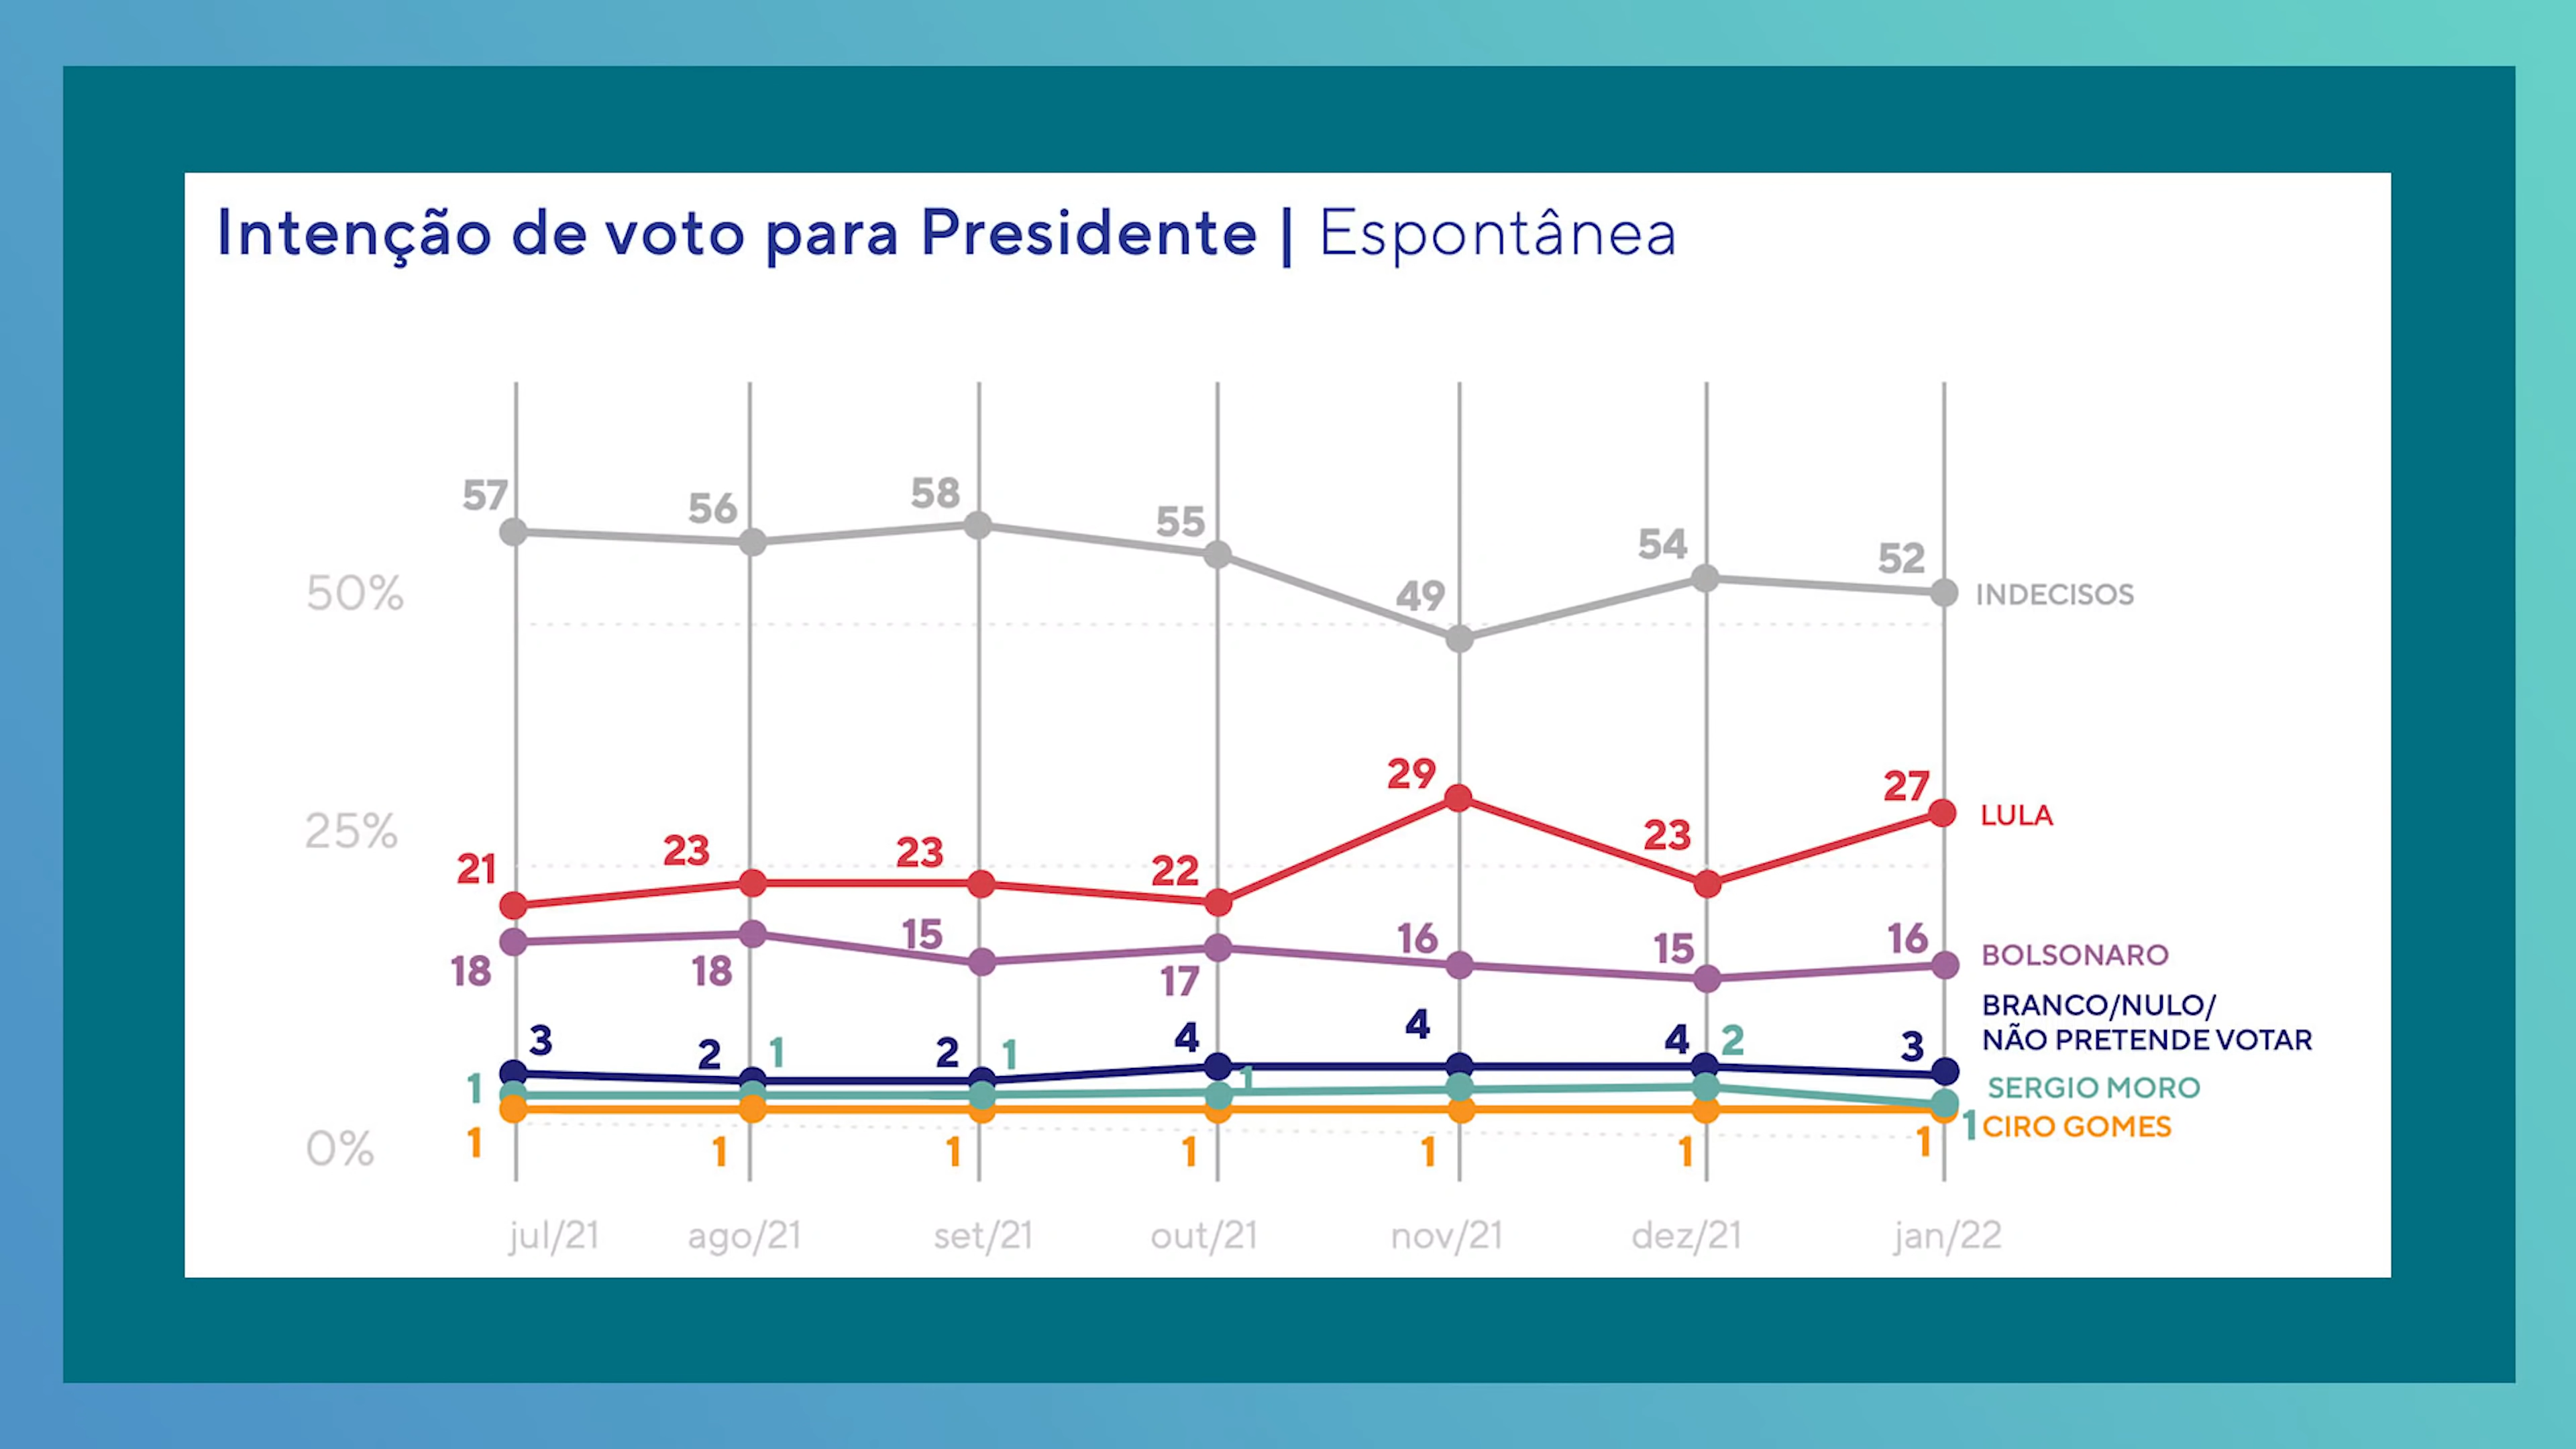 Intenção de voto para Presidente | Espontânea
57
56
58
55
49
54
52
INDECISOS
50%
29
27
LULA
25%
21
23
23
22
23
18
18
15
17
16
15
16
BOLSONARO
BRANCO/NULO/
NÃO PRETENDE VOTAR
3
2
2
4
4
4
3
1
1
1
1
2
1
SERGIO MORO
CIRO GOMES
0%
1
1
1
1
1
1
1
jul/21
ago/21
set/21
out/21
nov/21
dez/21
jan/22